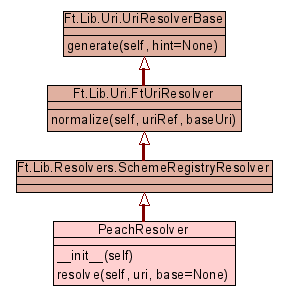 Ft.Lib.Uri.UriResolverBase
generate(self, hint=None)
Ft.Lib.Uri.FtUriResolver
normalize(self, uriRef, baseUri)
Ft.Lib.Resolvers.SchemeRegistryResolver
PeachResolver
__init__(self)
resolve(self, uri, base=None)